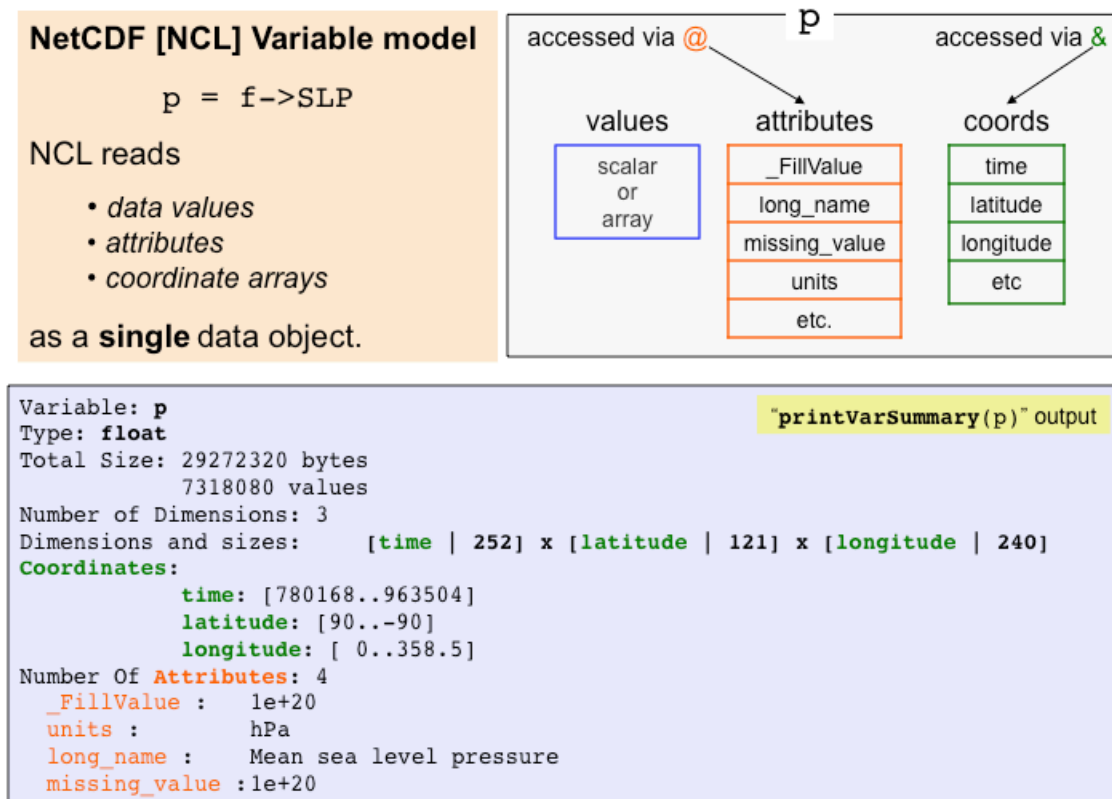 NetCDF [NCL] Variable model
p = f->SLP
NCL reads
• data values
• attributes
• coordinate arrays
as a single data object.
p
accessed via @
accessed via &
values
attributes
coords
scalar
or
array
_FillValue
long_name
missing_value
units
etc.
time
latitude
longitude
etc
"printVarSummary(p)" output
Variable: p
Type: float
Total Size: 29272320 bytes
7318080 values
Number of Dimensions: 3
Dimensions and sizes: [time | 252] x [latitude | 121] x [longitude | 240]
Coordinates:
time: [780168..963504]
latitude: [90..-90]
longitude: [ 0..358.5]
Number Of Attributes: 4
_FillValue : 1e+20
units : hPa
long_name : Mean sea level pressure
missing_value :1e+20